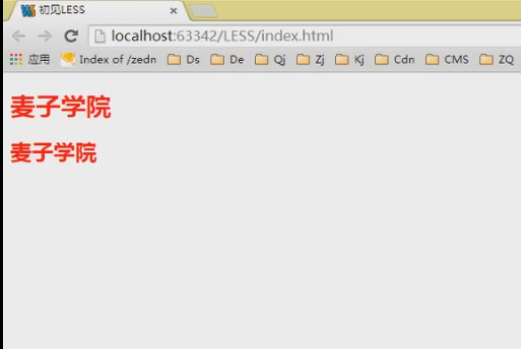 初见LESS
localhost:63342/LESS/index.html
应用 Index of /zedn Ds De Qj Zj Kj Cdn CMS ZQ
麦子学院
麦子学院